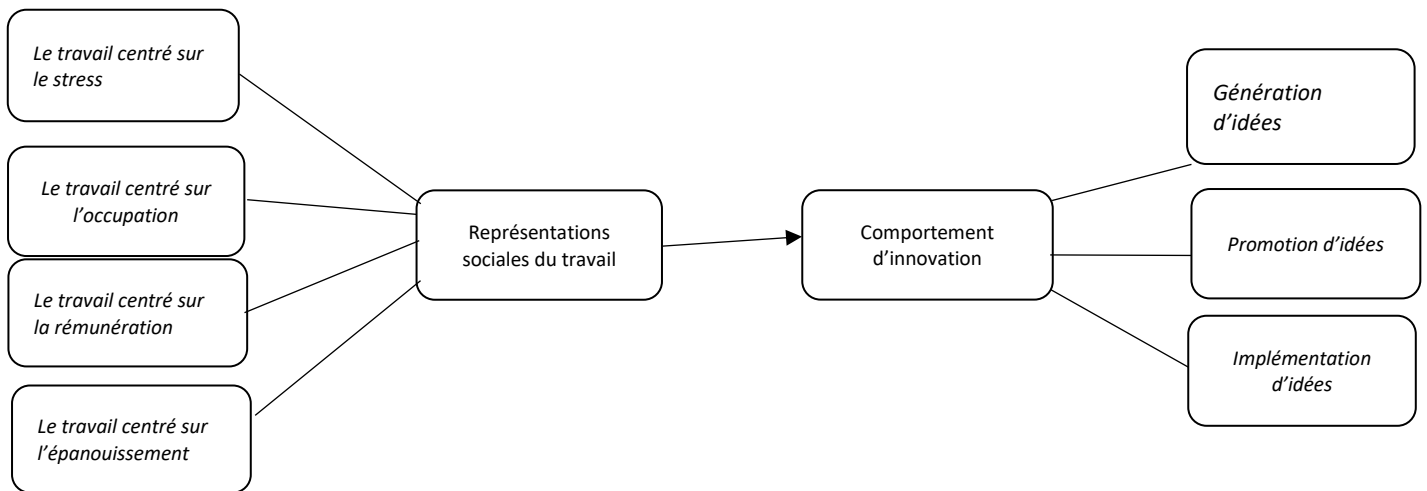 Le travail centré sur
le stress
Le travail centré sur
l'occupation
Le travail centré sur
la rémunération
Le travail centré sur
l'épanouissement
Représentations
sociales du travail
Comportement
d'innovation
Génération
d'idées
Promotion d'idées
Implémentation
d'idées